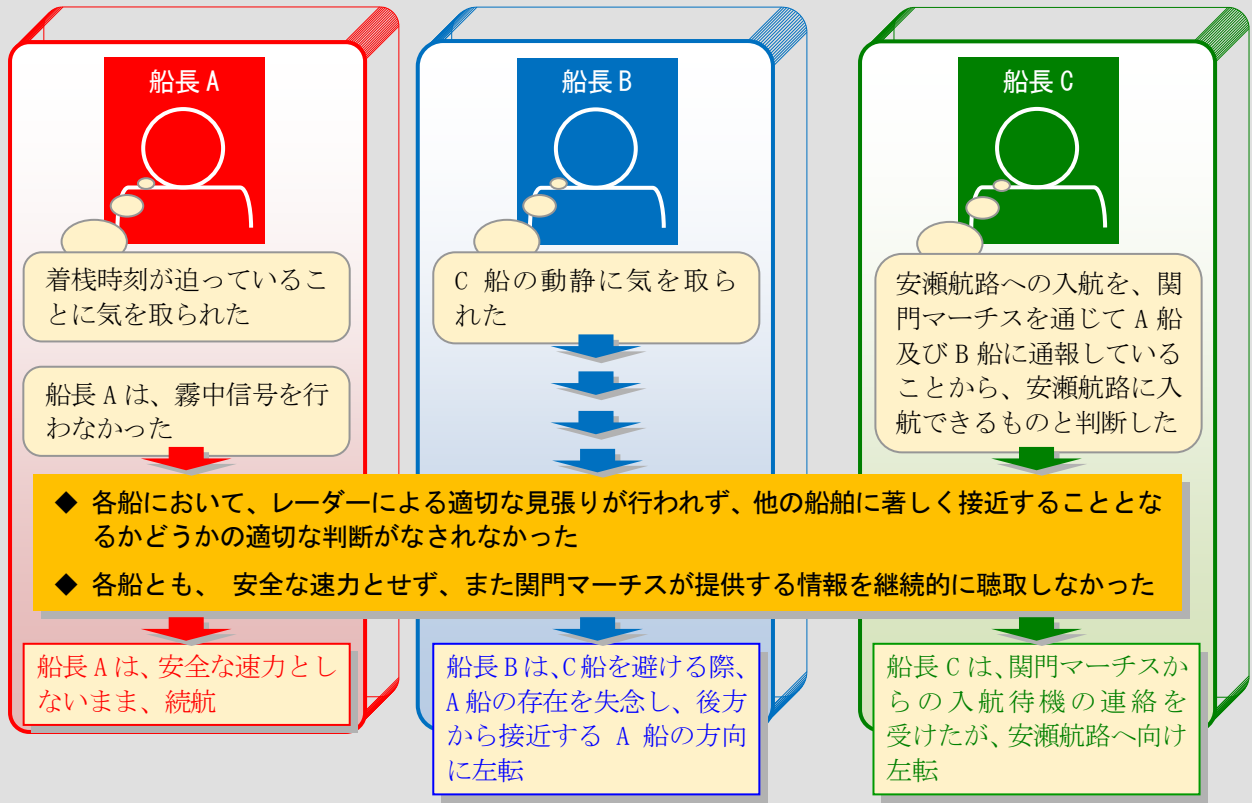 船長 A
着桟時刻が迫っているこ
とに気を取られた
船長 A は、霧中信号を行
わなかった
船長 B
C 船の動静に気を取ら
れた
船長 C
安瀬航路への入航を、関
門マーチスを通じて A 船
及び B 船に通報している
ことから、安瀬航路に入
航できるものと判断した
◆ 各船において、レーダーによる適切な見張りが行われず、他の船舶に著しく接近することとな
るかどうかの適切な判断がなされなかった
◆ 各船とも、 安全な速力とせず、また関門マーチスが提供する情報を継続的に聴取しなかった
船長 A は、安全な速力とし
ないまま、続航
船長 B は、C 船を避ける際、
A 船の存在を失念し、後方
から接近する A 船の方向
に左転
船長 C は、関門マーチスか
らの入航待機の連絡を
受けたが、安瀬航路へ向け
左転